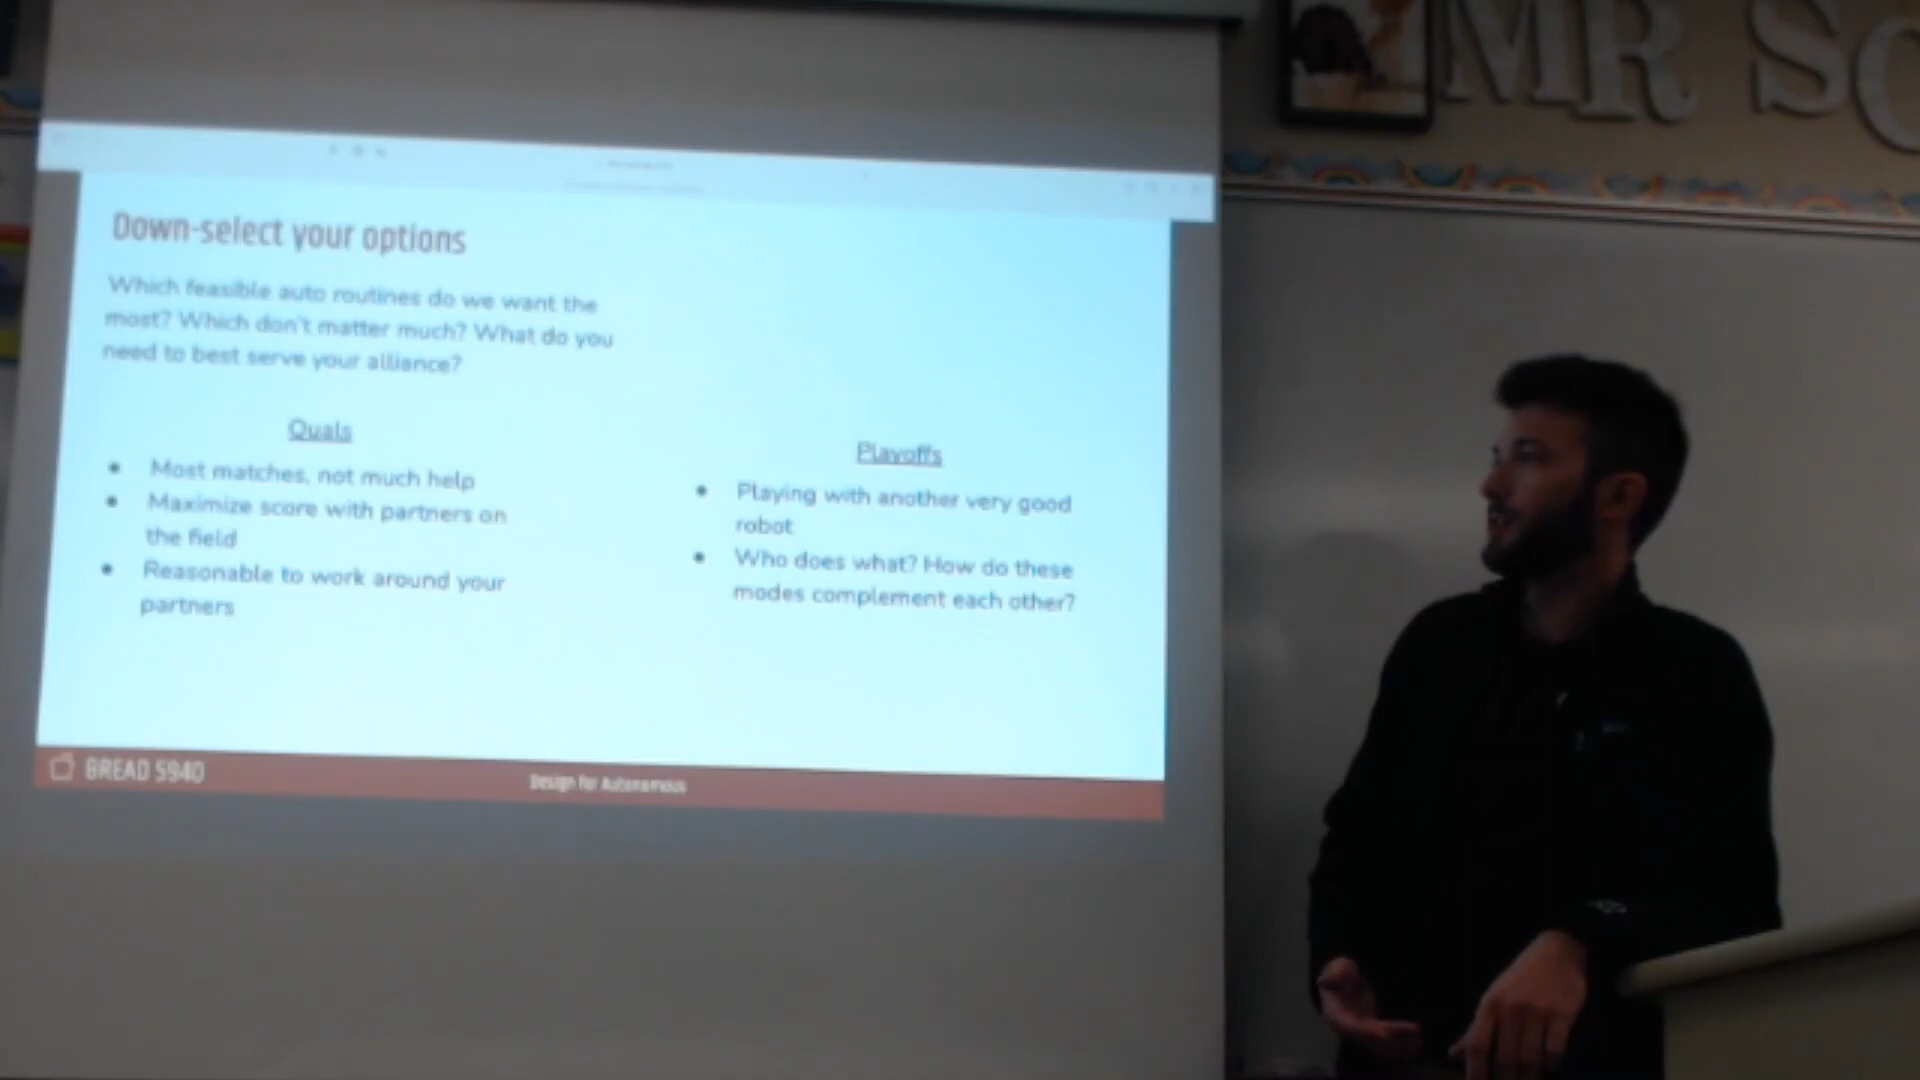 MR SC
Down-select your options
Which feasible auto routines do we want the
most? Which don't matter much? What do you
need to best serve your alliance?
Quals
Most matches, not much help
Maximize score with partners on
the field
Reasonable to work around your
partners
Playoffs
Playing with another very good
robot
Who does what? How do these
modes complement each other?
BREAD 5940
Design for Autonomous